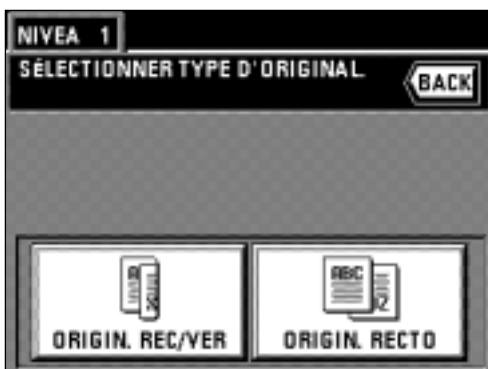 NIVEA 1
SÉLECTIONNER TYPE D'ORIGINAL.
BACK
ORIGIN. REC/VER
ORIGIN. RECTO